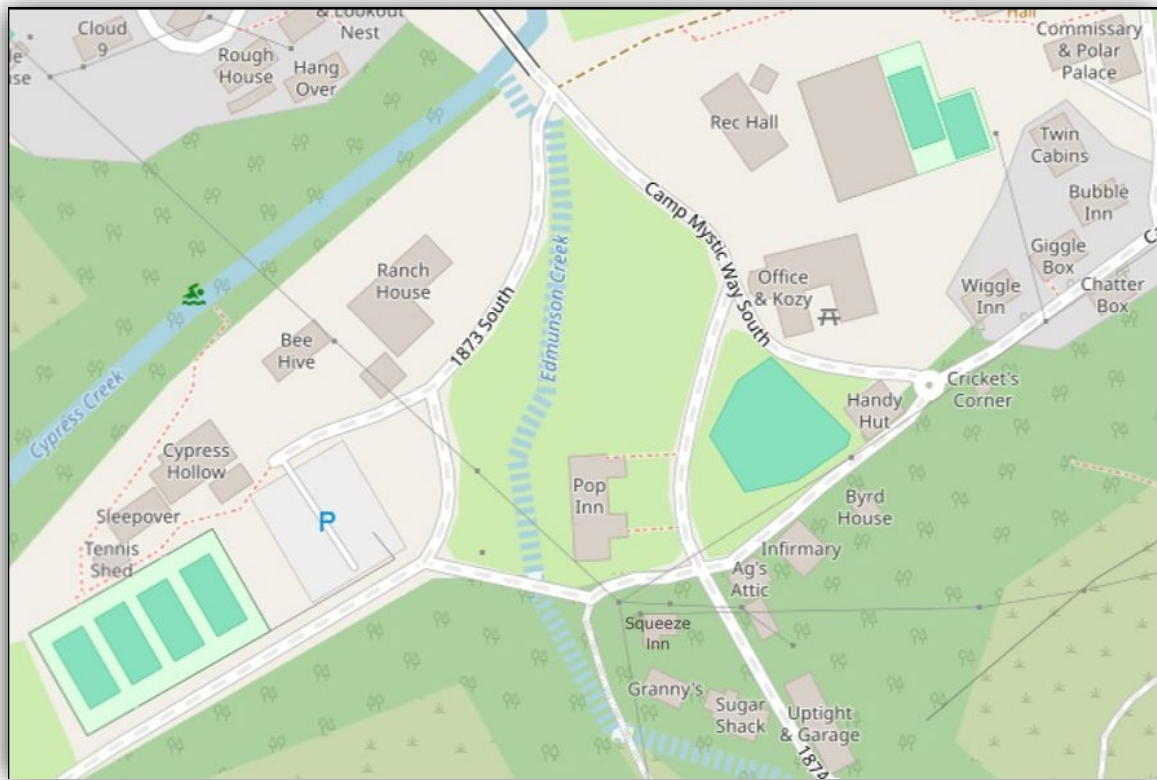 & Lookout
Nest
Cloud
9
Rough
House
Hang
Over
Hall
Commissary
& Polar
Palace
Rec Hall
Twin
Cabins
Bubble
Inn
Giggle
Box
Chatter
Box
Wiggle
Inn
Camp Mystic Way South
Office
& Kozy
Ranch
House
Bee
Hive
1873 South
Edmunson Creek
Cypress Creek
Cricket's
Corner
Handy
Hut
Cypress
Hollow
Sleepover
Tennis
Shed
P
Pop
Inn
Byrd
House
Infirmary
Ag's
Attic
Squeeze
Inn
Granny's
Sugar
Shack
Uptight
& Garage
1874